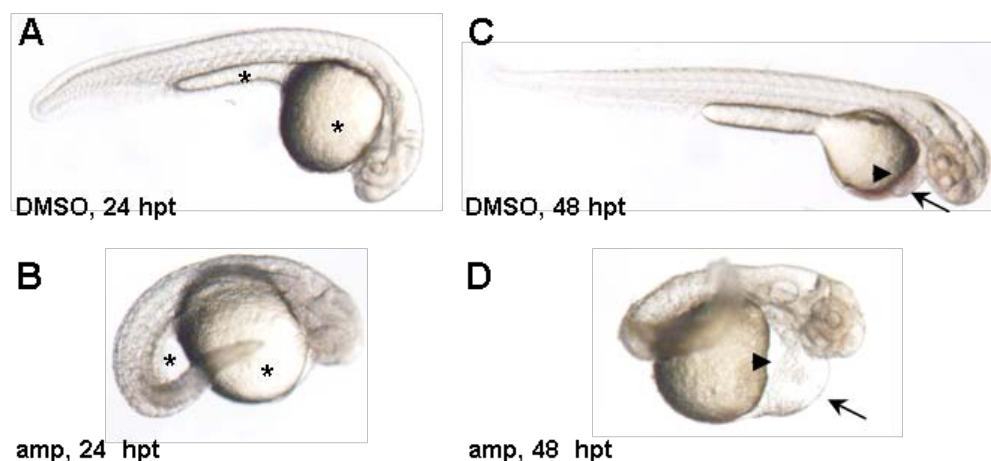 A
DMSO, 24 hpt
C
DMSO, 48 hpt
B
amp, 24 hpt
D
amp, 48 hpt